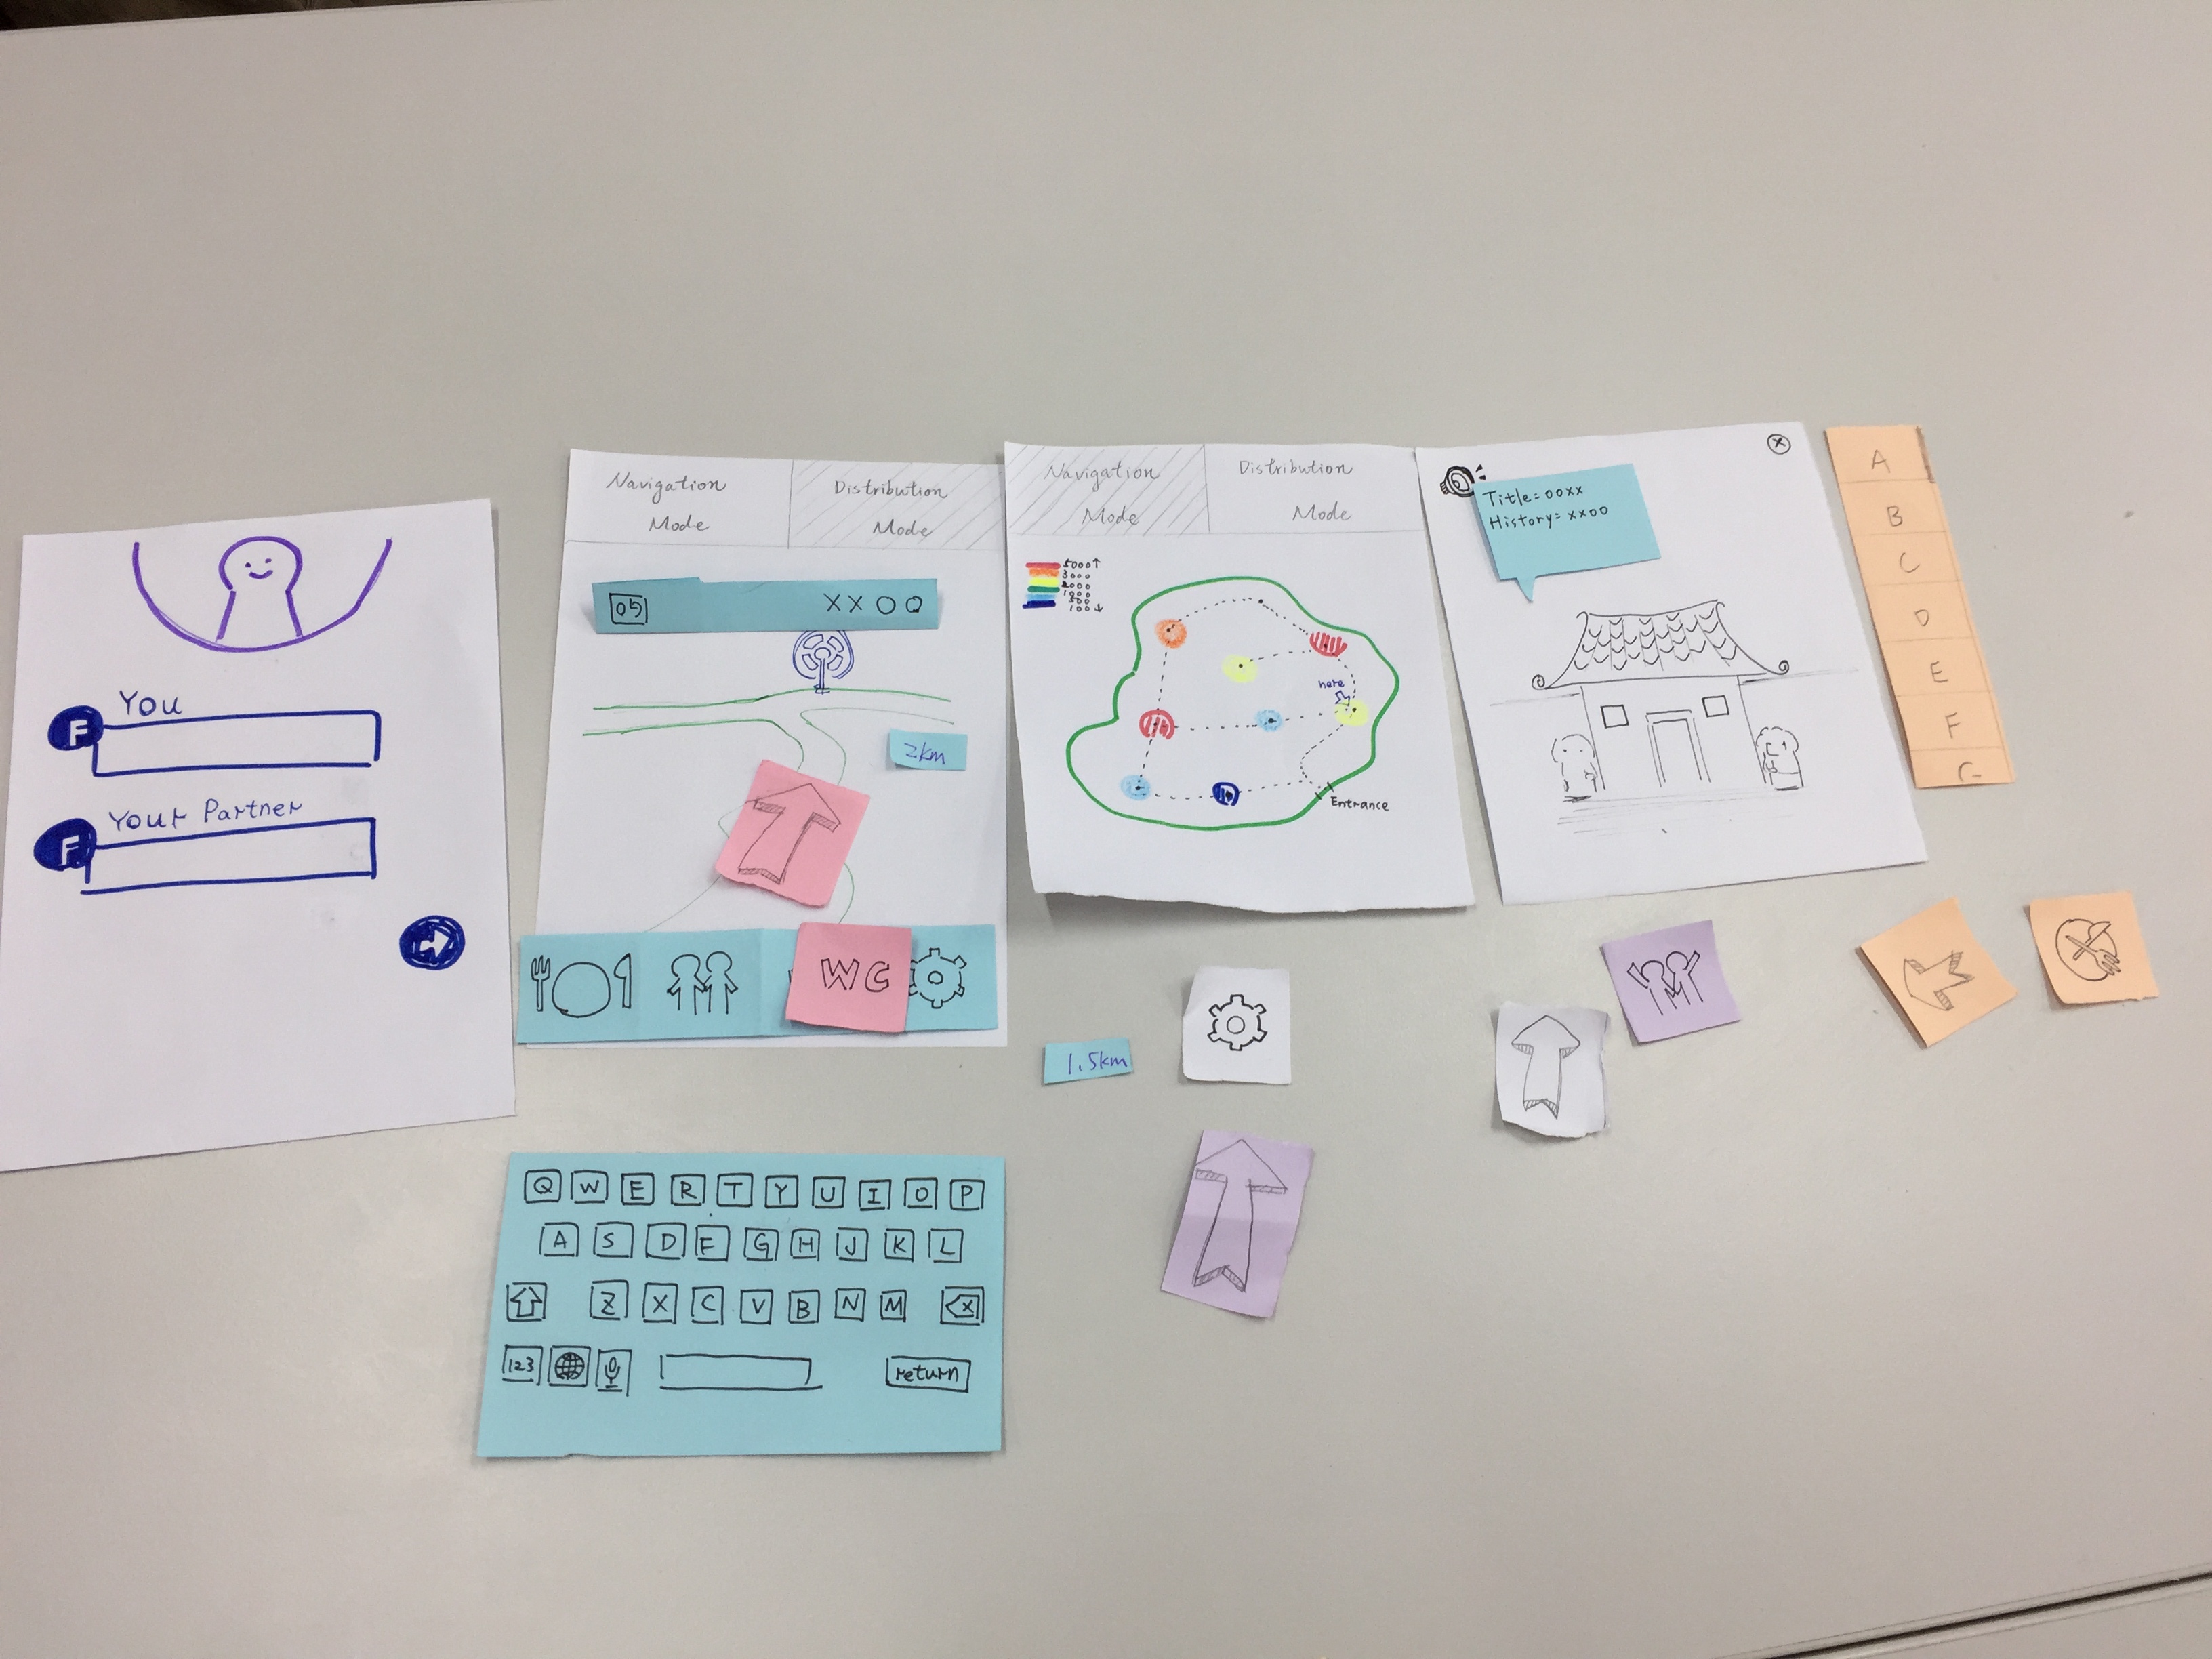 You
F
Your Partner
F
Navigation
Mode
Distribution
Mode
05
XXOO
2km
WC
Navigation
Mode
Distribution
Mode
5000↑
3000
2000
1000
500
100↓
here
Entrance
Title=OOXX
History=XXOO
A
B
C
D
E
F
G
1.5km
Q W E R T Y U I O P
A S D F G H J K L
Z X C V B N M
123
return